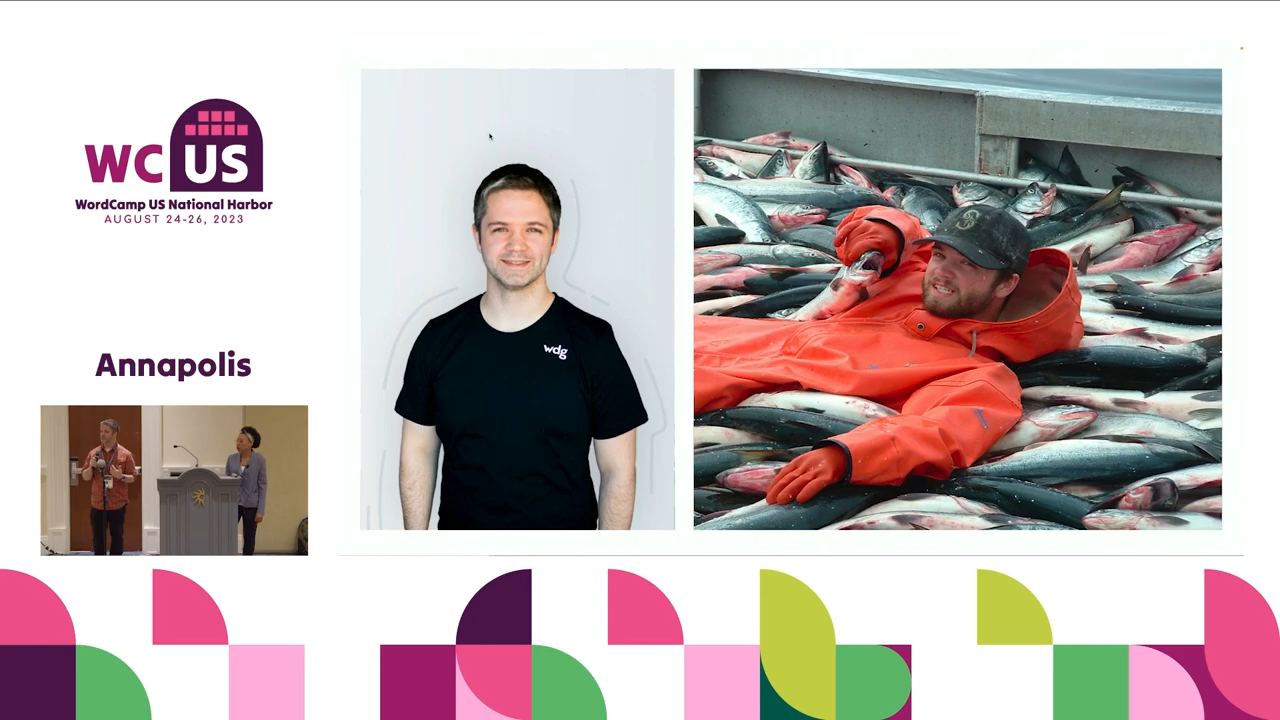 WC US
WordCamp US National Harbor
AUGUST 24-26, 2023
Annapolis
wdg
S